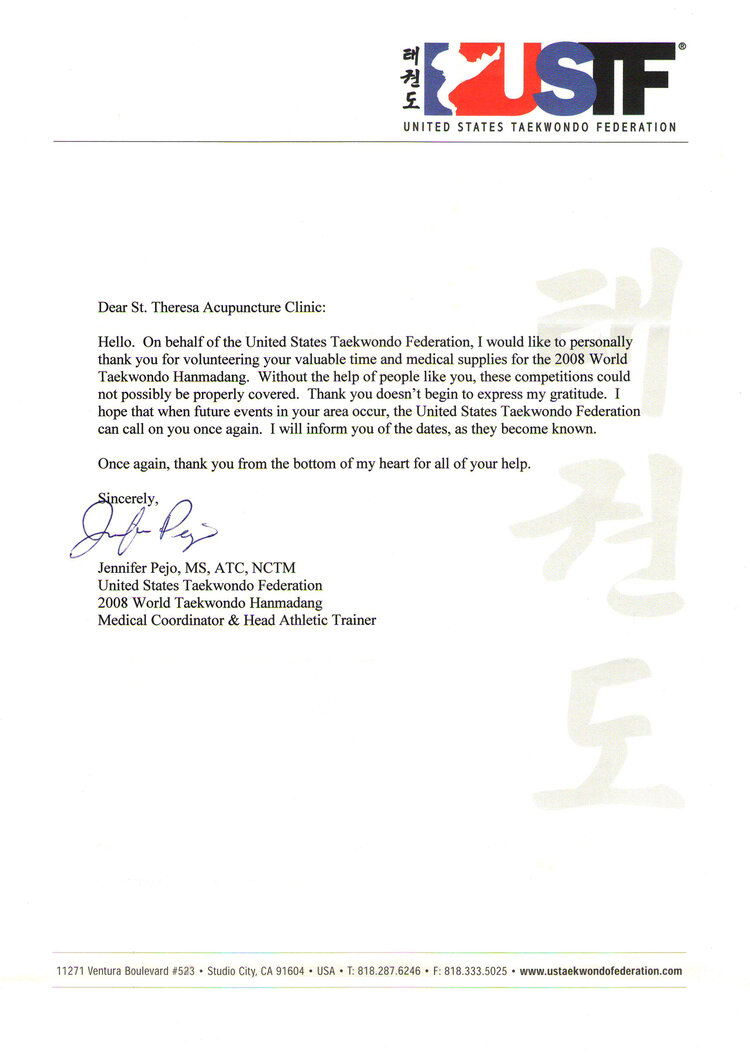 태
권
도
USTF®
UNITED STATES TAEKWONDO FEDERATION
Dear St. Theresa Acupuncture Clinic:
Hello. On behalf of the United States Taekwondo Federation, I would like to personally
thank you for volunteering your valuable time and medical supplies for the 2008 World
Taekwondo Hanmadang. Without the help of people like you, these competitions could
not possibly be properly covered. Thank you doesn't begin to express my gratitude. I
hope that when future events in your area occur, the United States Taekwondo Federation
can call on you once again. I will inform you of the dates, as they become known.
Once again, thank you from the bottom of my heart for all of your help.
Sincerely,
Jennifer Pejo
Jennifer Pejo, MS, ATC, NCTM
United States Taekwondo Federation
2008 World Taekwondo Hanmadang
Medical Coordinator & Head Athletic Trainer
태
권
도
11271 Ventura Boulevard #523 • Studio City, CA 91604 • USA • T: 818.287.6246 • F: 818.333.5025 • www.ustaekwondofederation.com